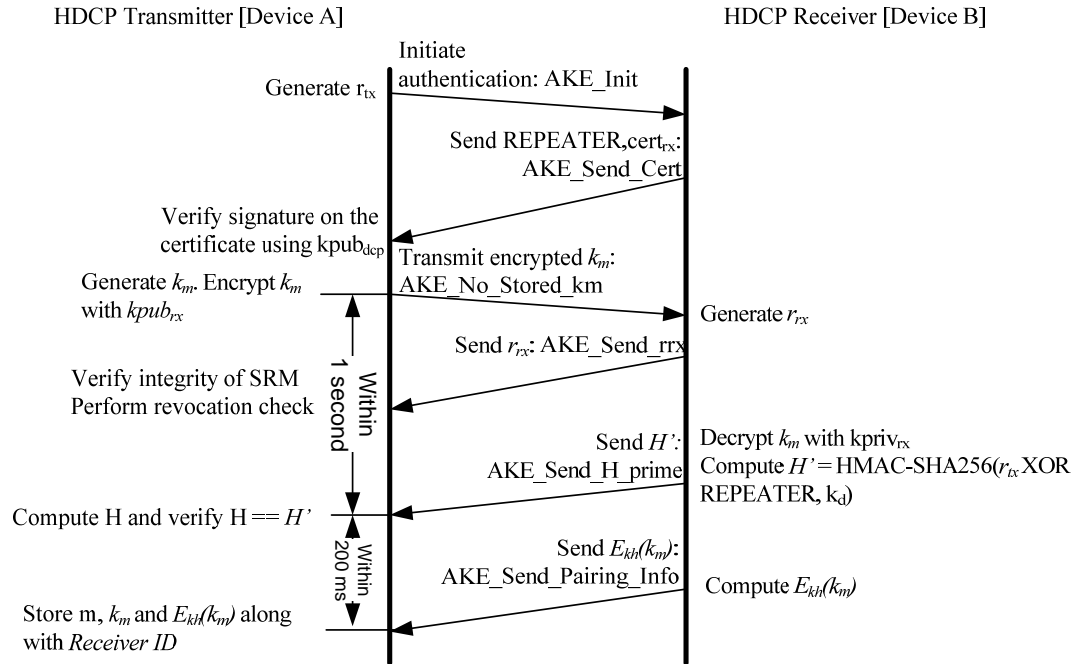 HDCP Transmitter [Device A]
HDCP Receiver [Device B]
Initiate
authentication: AKE_Init
Generate rtx
Send REPEATER,certrx:
AKE_Send_Cert
Verify signature on the
certificate using kpubdcp
Transmit encrypted km:
AKE_No_Stored_km
Generate km. Encrypt km
with kpubrx
Generate rrx
Send rrx: AKE_Send_rrx
Within
1 second
Verify integrity of SRM
Perform revocation check
Send H’:
AKE_Send_H_prime
Decrypt km with kprivrx
Compute H’ = HMAC-SHA256(rtx XOR
REPEATER, kd)
Compute H and verify H == H’
Within
200 ms
Send Ekh(km):
AKE_Send_Pairing_Info
Compute Ekh(km)
Store m, km and Ekh(km) along
with Receiver ID